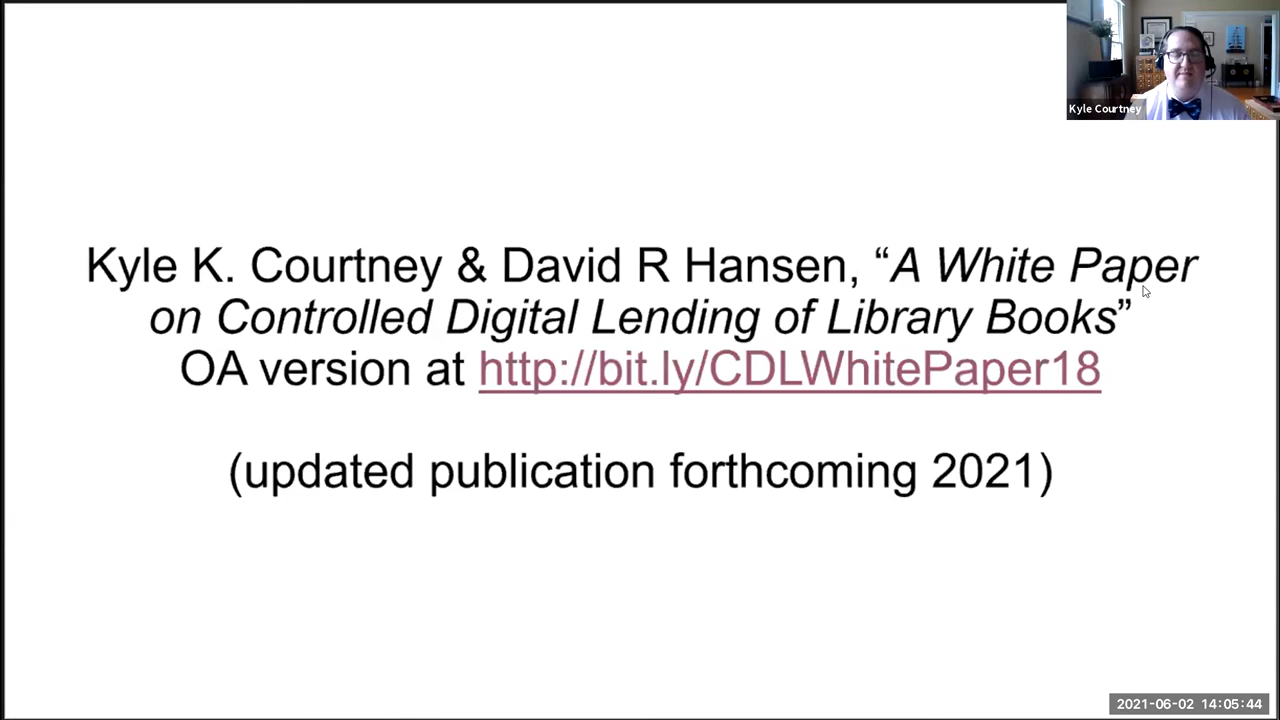 Kyle Courtney
Kyle K. Courtney & David R Hansen, “A White Paper
on Controlled Digital Lending of Library Books”
OA version at http://bit.ly/CDLWhitePaper18
(updated publication forthcoming 2021)
2021-06-02 14:05:44